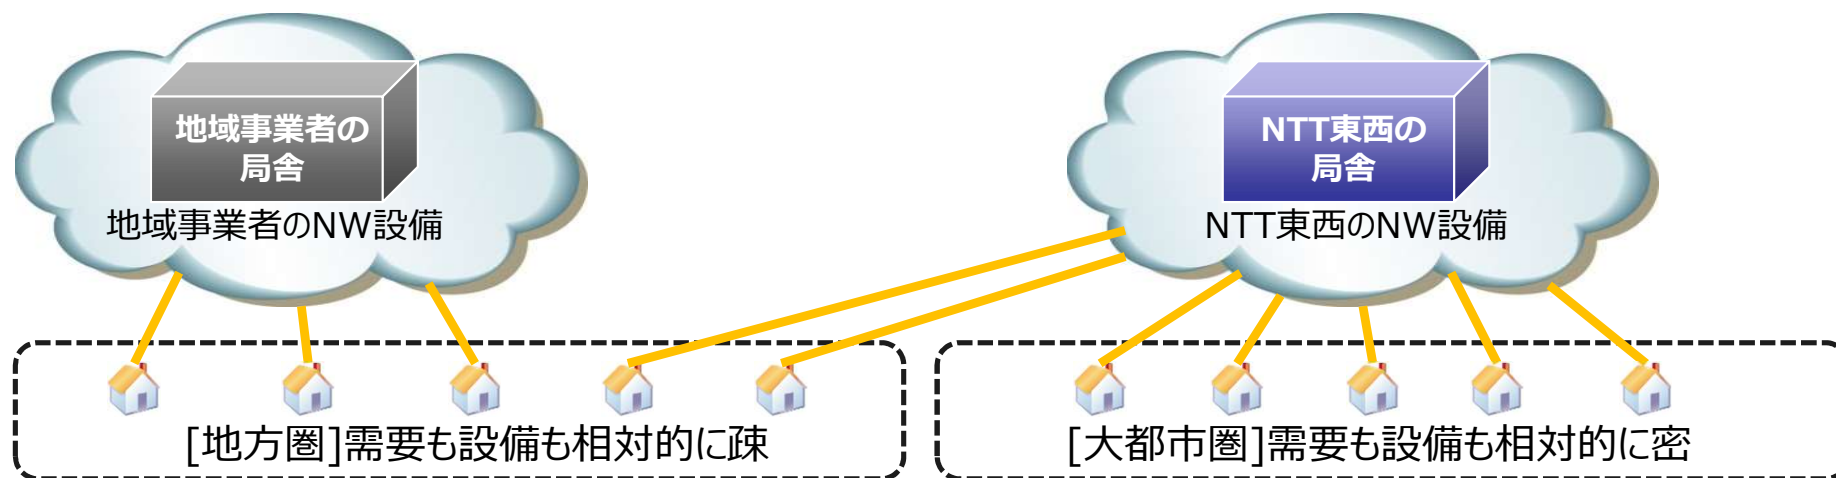 地域事業者の
局舎
地域事業者のNW設備
NTT東西の
局舎
NTT東西のNW設備
[地方圏]需要も設備も相対的に疎
[大都市圏]需要も設備も相対的に密